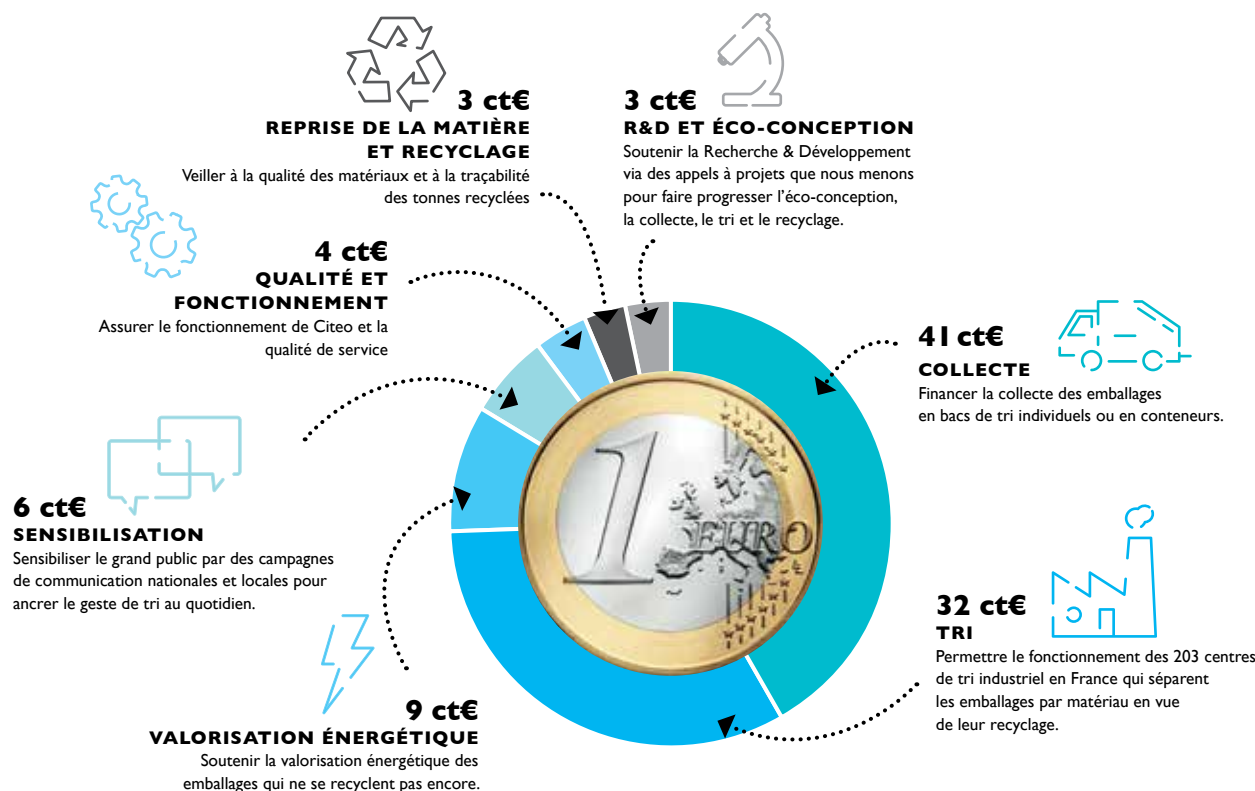 3 ct€
REPRISE DE LA MATIÈRE
ET RECYCLAGE
Veiller à la qualité des matériaux et à la traçabilité
des tonnes recyclées
3 ct€
R&D ET ÉCO-CONCEPTION
Soutenir la Recherche & Développement
via des appels à projets que nous menons
pour faire progresser l'éco-conception,
la collecte, le tri et le recyclage.
4 ct€
QUALITÉ ET
FONCTIONNEMENT
Assurer le fonctionnement de Citeo et la
qualité de service
41 ct€
COLLECTE
Financer la collecte des emballages
en bacs de tri individuels ou en conteneurs.
6 ct€
SENSIBILISATION
Sensibiliser le grand public par des campagnes
de communication nationales et locales pour
ancrer le geste de tri au quotidien.
1
EURO
32 ct€
TRI
Permettre le fonctionnement des 203 centres
de tri industriel en France qui séparent
les emballages par matériau en vue
de leur recyclage.
9 ct€
VALORISATION ÉNERGÉTIQUE
Soutenir la valorisation énergétique des
emballages qui ne se recyclent pas encore.